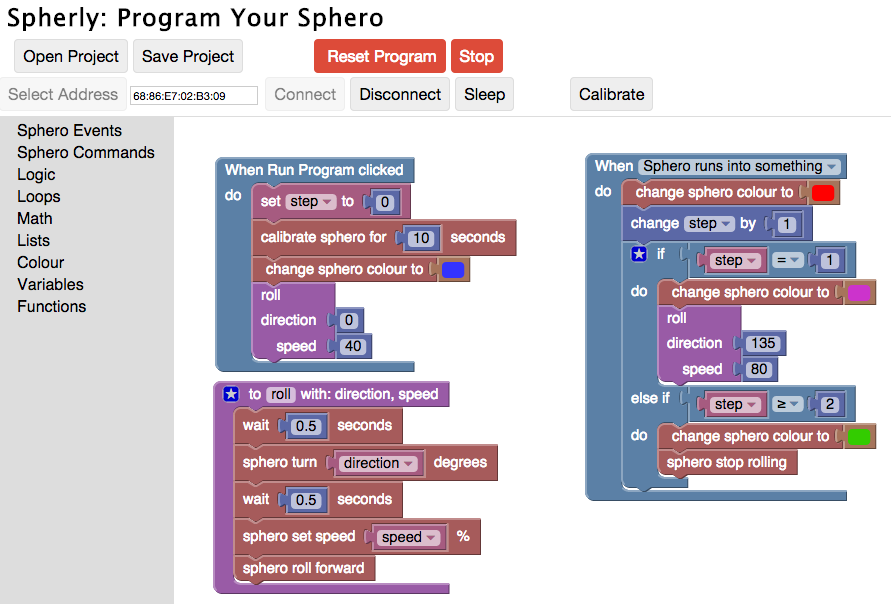 Spherly: Program Your Sphero
Open Project Save Project Reset Program Stop
Select Address 68:86:E7:02:B3:09 Connect Disconnect Sleep Calibrate
Sphero Events
Sphero Commands
Logic
Loops
Math
Lists
Colour
Variables
Functions
When Run Program clicked
do set step to 0
calibrate sphero for 10 seconds
change sphero colour to
roll
direction 0
speed 40
to roll with: direction, speed
wait 0.5 seconds
sphero turn direction degrees
wait 0.5 seconds
sphero set speed speed %
sphero roll forward
When Sphero runs into something
do change sphero colour to
change step by 1
if step = 1
do change sphero colour to
roll
direction 135
speed 80
else if step ≥ 2
do change sphero colour to
sphero stop rolling